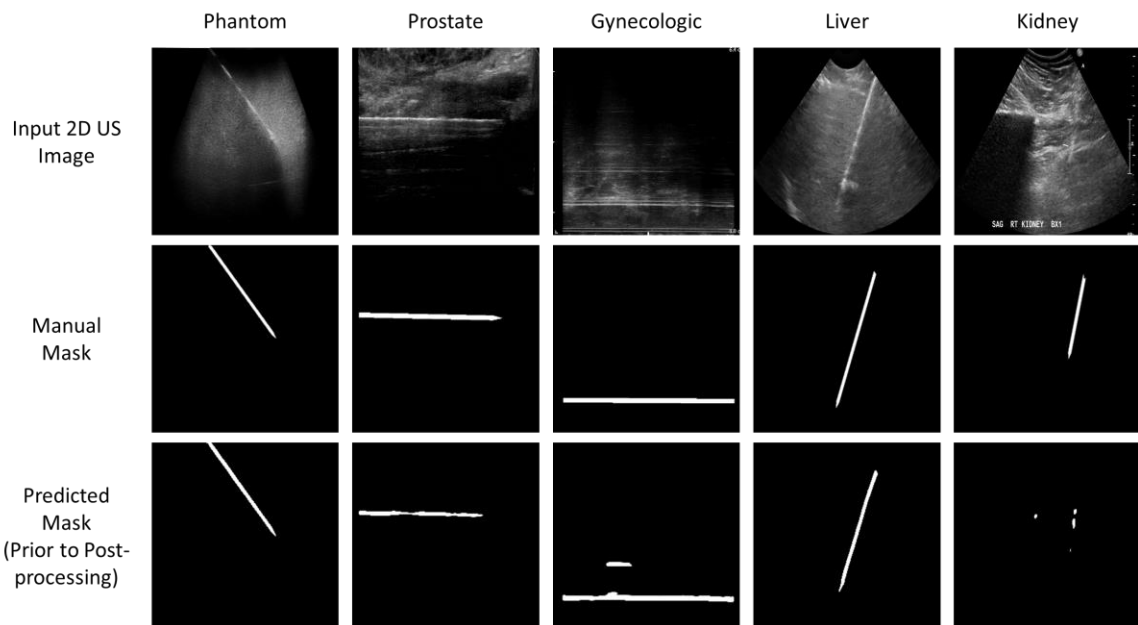 Phantom
Prostate
Gynecologic
Liver
Kidney
Input 2D US
Image
SAG RT KIDNEY BX1
Manual
Mask
Predicted
Mask
(Prior to Post-
processing)